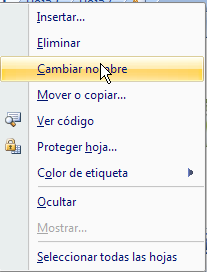 Insertar...
Eliminar
Cambiar nombre
Mover o copiar...
Ver código
Proteger hoja...
Color de etiqueta
Ocultar
Mostrar...
Seleccionar todas las hojas